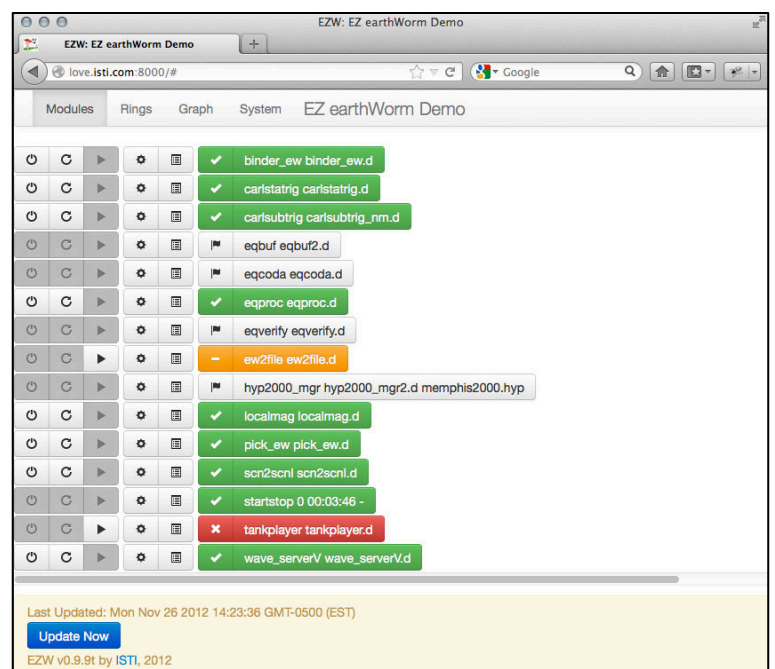 EZW: EZ earthWorm Demo
EZW: EZ earthWorm Demo
love.isti.com:8000/#
Google
Modules Rings Graph System EZ earthWorm Demo
binder_ew binder_ew.d
carlstatrig carlstatrig.d
carlsubtrig carlsubtrig_nm.d
eqbuf eqbuf2.d
eqcoda eqcoda.d
eqproc eqproc.d
eqverify eqverify.d
ew2file ew2file.d
hyp2000_mgr hyp2000_mgr2.d memphis2000.hyp
localmag localmag.d
pick_ew pick_ew.d
scn2scnl scn2scnl.d
startstop 0 00:03:46 -
tankplayer tankplayer.d
wave_serverV wave_serverV.d
Last Updated: Mon Nov 26 2012 14:23:36 GMT-0500 (EST)
Update Now
EZW v0.9.9t by ISTI, 2012